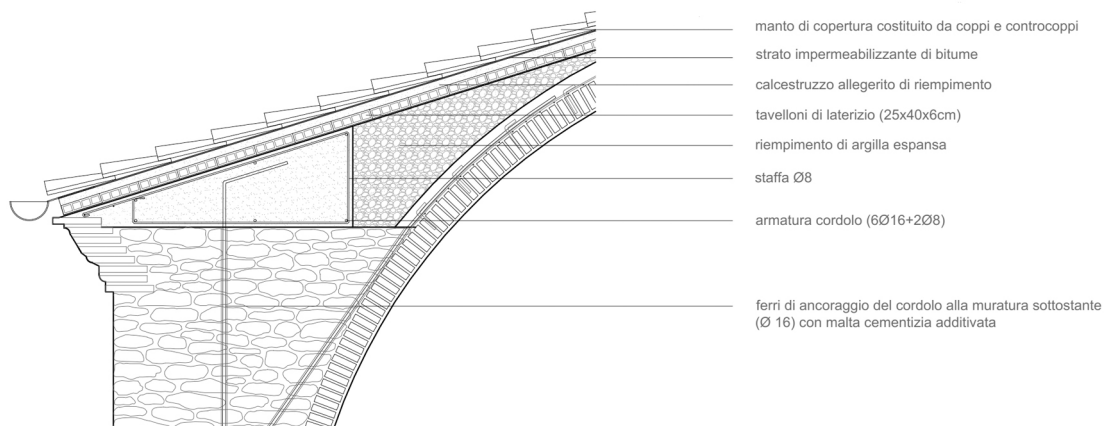 manto di copertura costituito da coppi e controcoppi
strato impermeabilizzante di bitume
calcestruzzo allegerito di riempimento
tavelloni di laterizio (25x40x6cm)
riempimento di argilla espansa
staffa Ø8
armatura cordolo (6Ø16+2Ø8)
ferri di ancoraggio del cordolo alla muratura sottostante
(Ø 16) con malta cementizia additivata